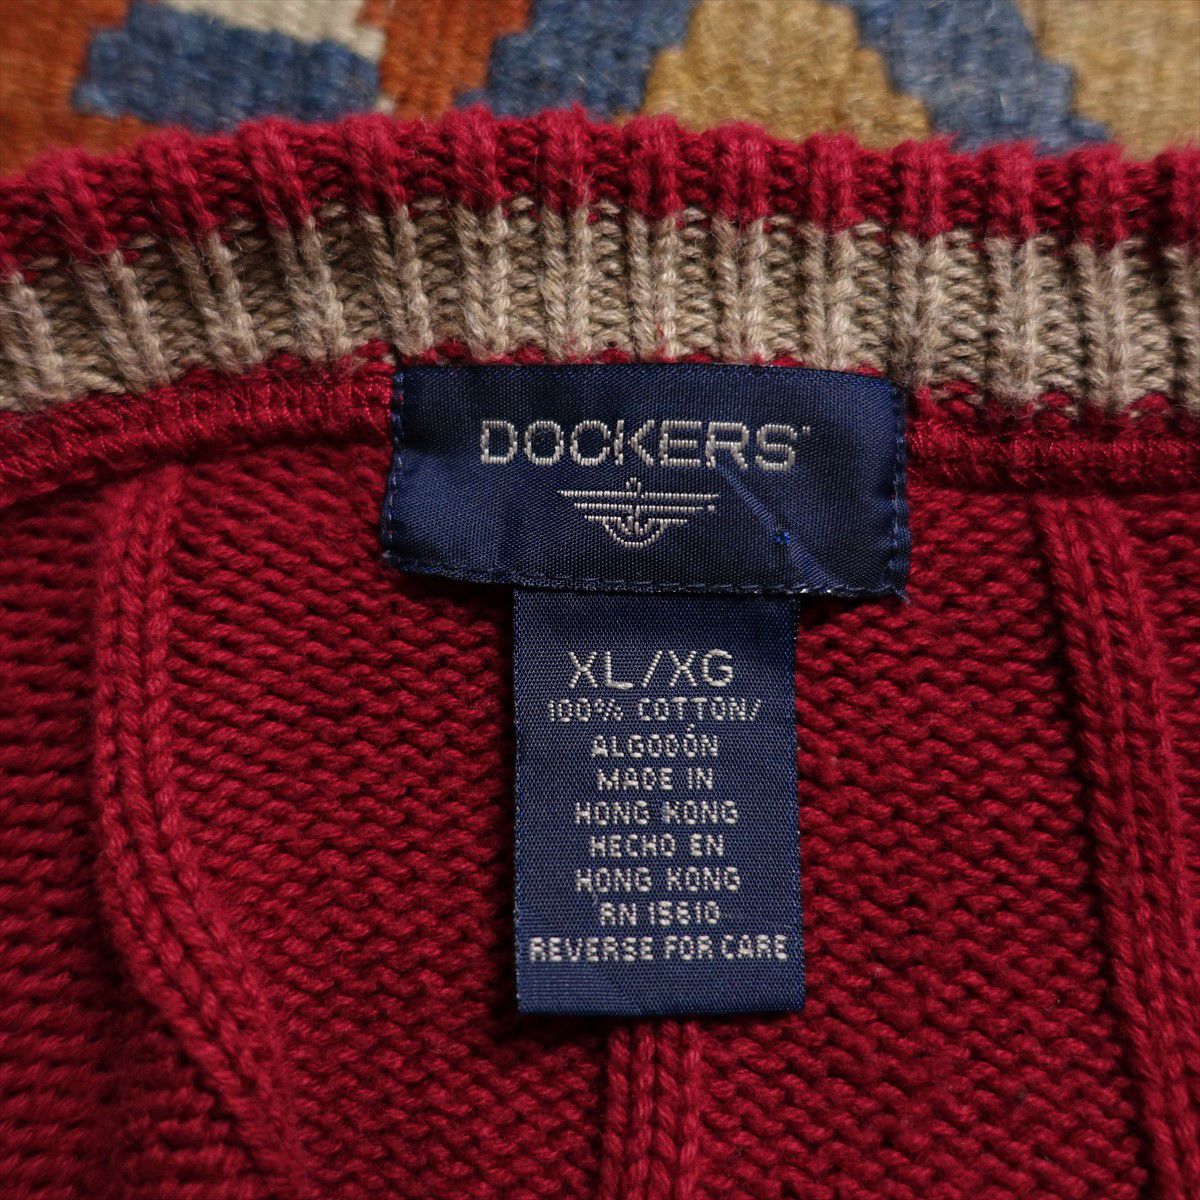 DOCKERS
XL/XG
100% COTTON/
ALGODÓN
MADE IN
HONG KONG
HECHO EN
HONG KONG
RN 15610
REVERSE FOR CARE